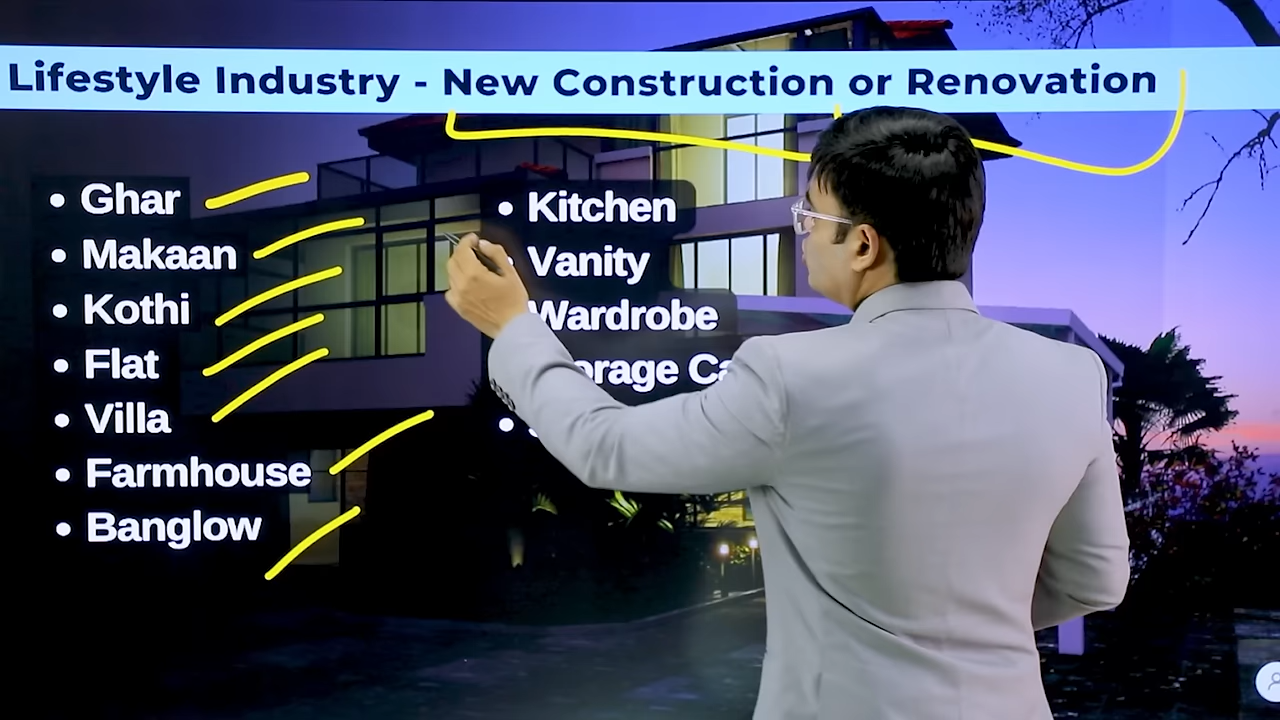 Lifestyle Industry - New Construction or Renovation
• Ghar
• Makaan
• Kothi
• Flat
• Villa
• Farmhouse
• Banglow
• Kitchen
Vanity
Wardrobe